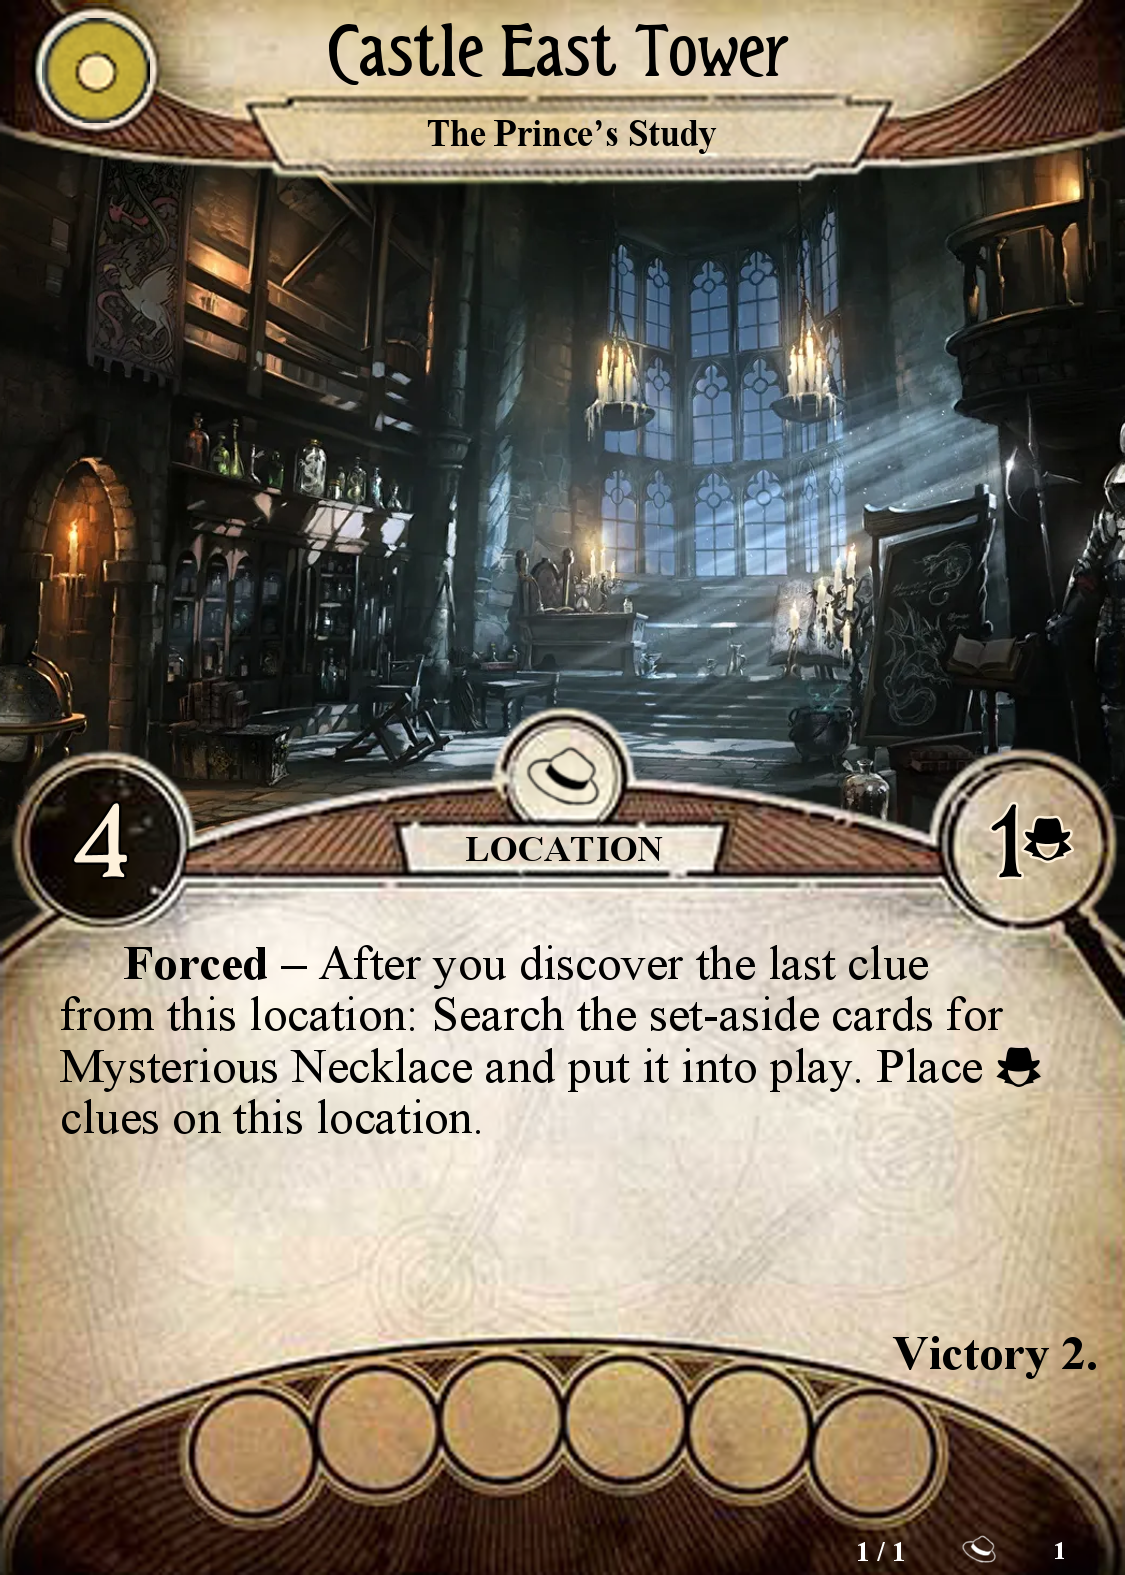 Castle East Tower
The Prince’s Study
4
LOCATION
1
Forced – After you discover the last clue
from this location: Search the set-aside cards for
Mysterious Necklace and put it into play. Place
clues on this location.
Victory 2.
1 / 1
1